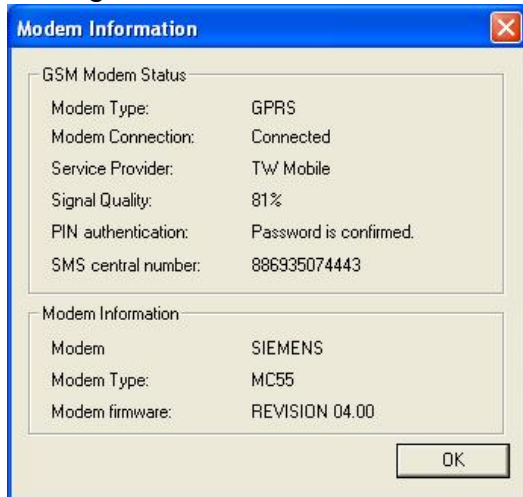 Modem Information
GSM Modem Status
Modem Type: GPRS
Modem Connection: Connected
Service Provider: TW Mobile
Signal Quality: 81%
PIN authentication: Password is confirmed.
SMS central number: 886935074443
Modem Information
Modem SIEMENS
Modem Type: MC55
Modem firmware: REVISION 04.00
OK